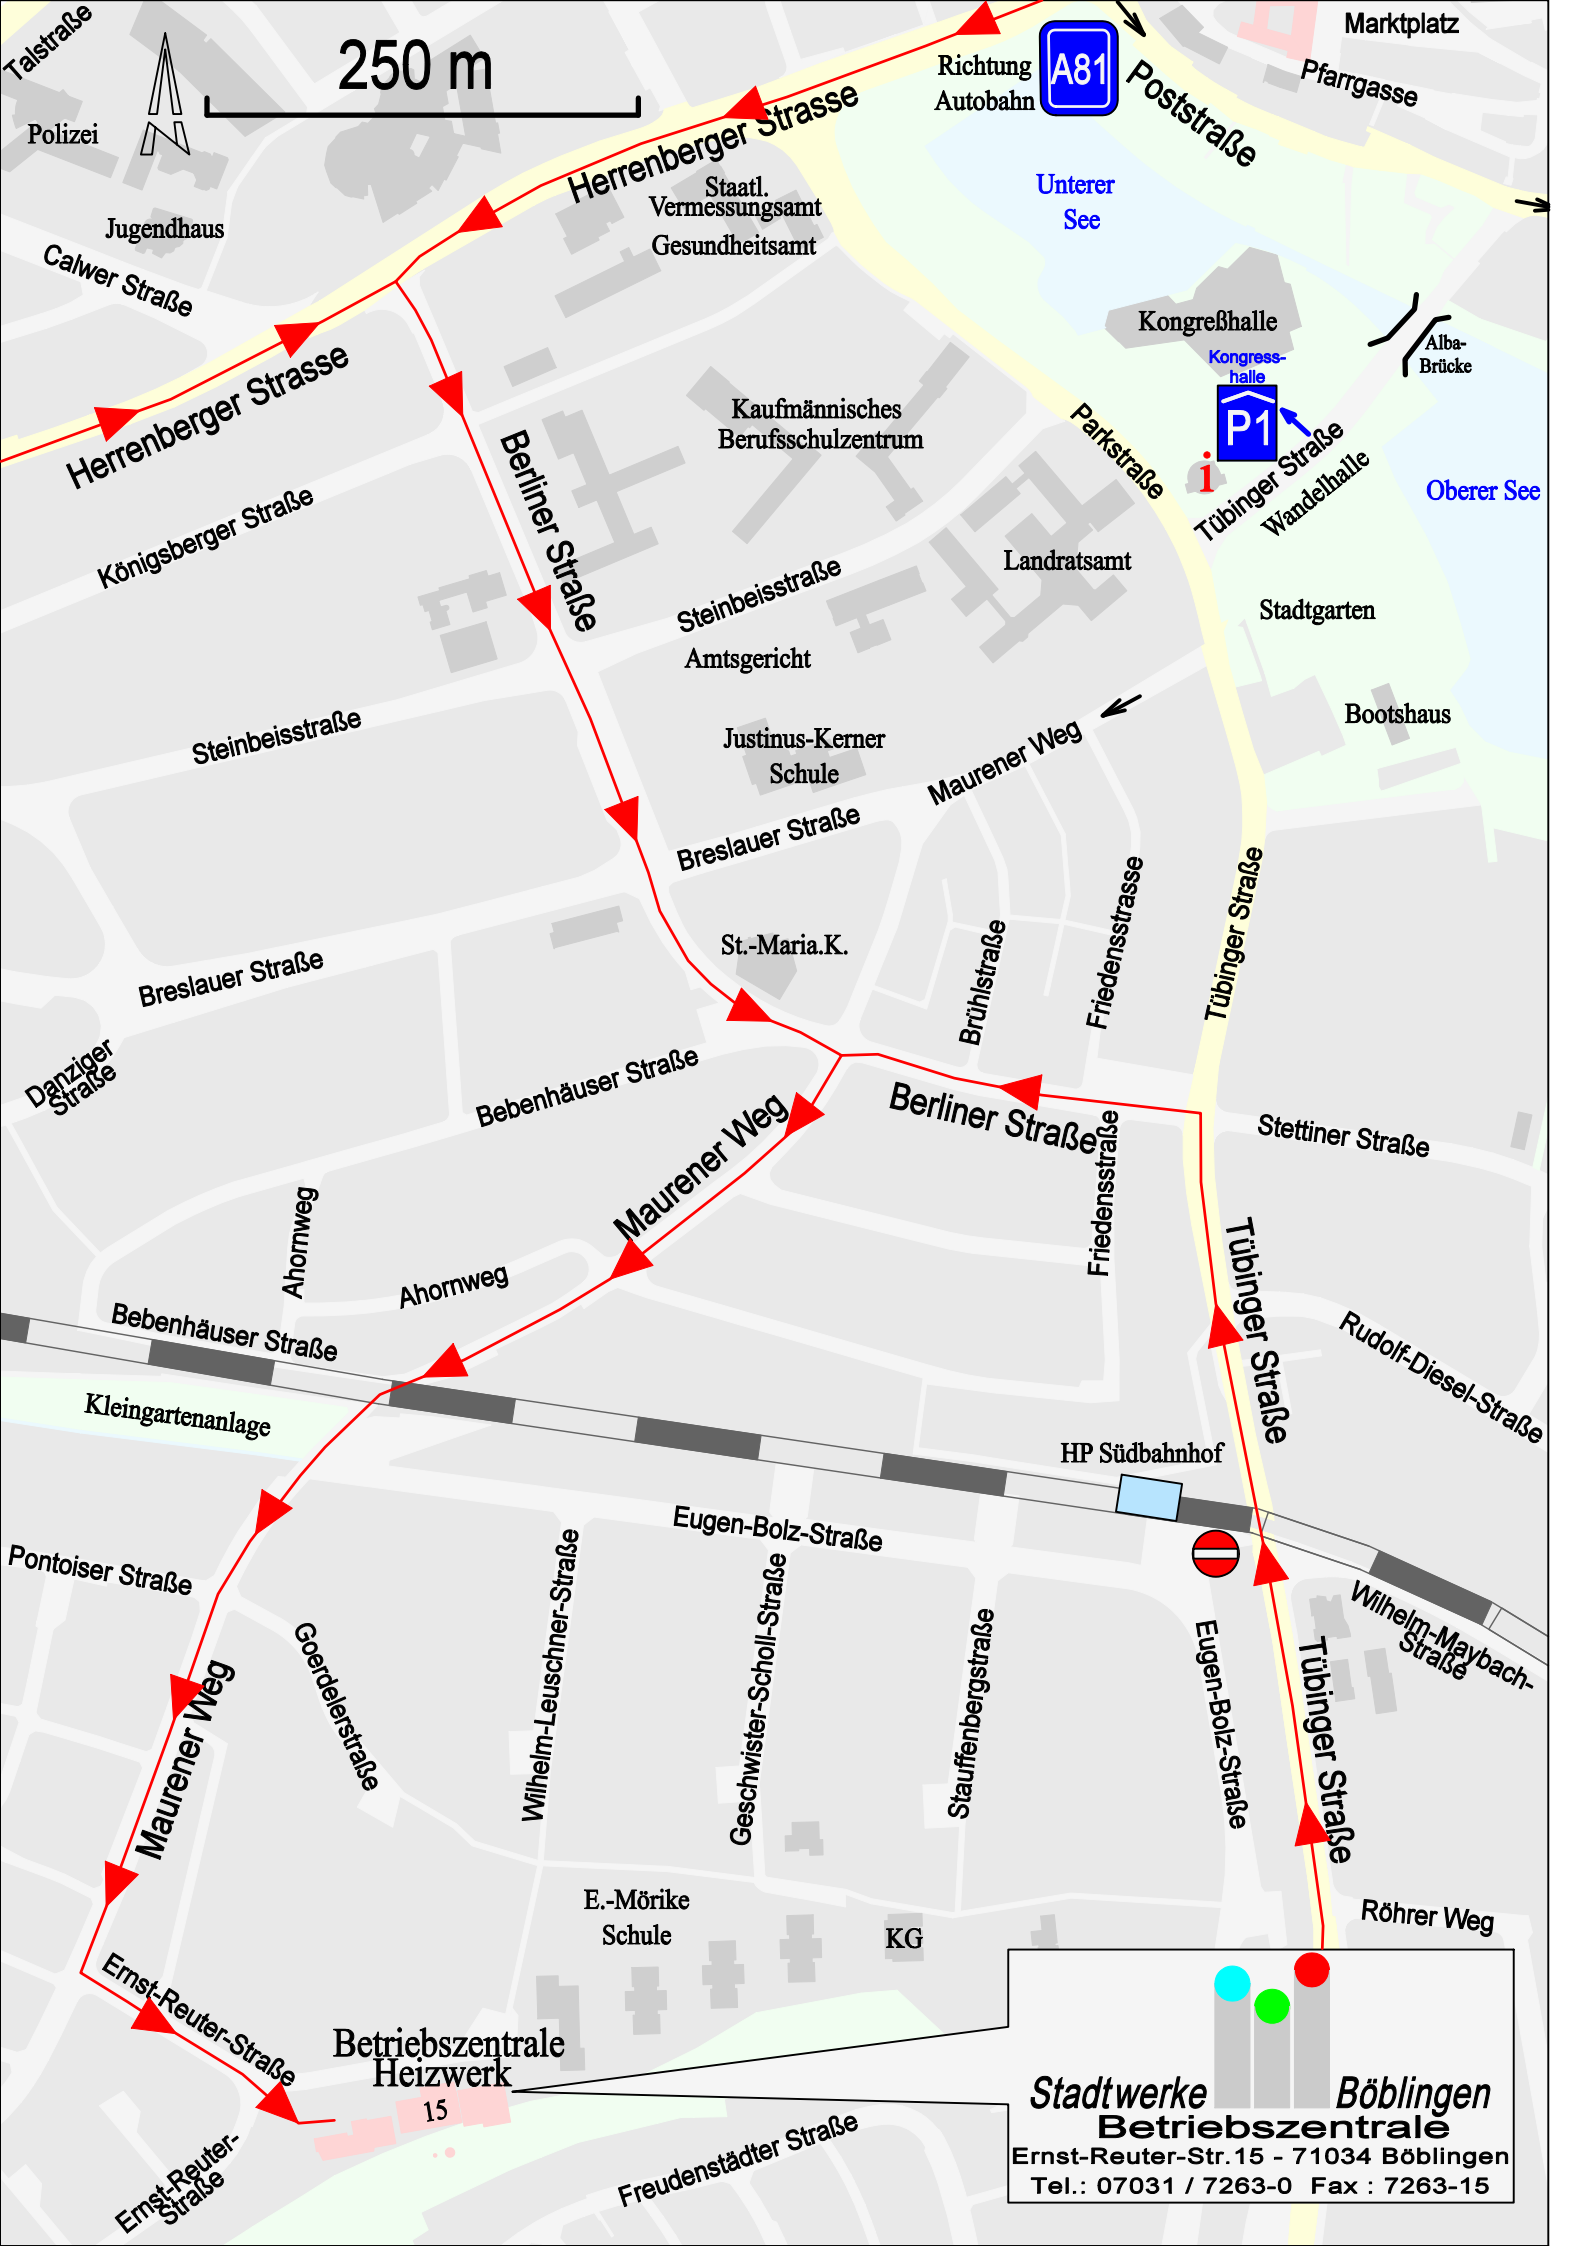 Talstraße
250 m
Polizei
Jugendhaus
Calwer Straße
Herrenberger Strasse
Staatl.
Vermessungsamt
Gesundheitsamt
Richtung
Autobahn
A81
Poststraße
Marktplatz
Pfarrgasse
Unterer
See
Kongreßhalle
Kongress-
halle
P1
i
Alba-
Brücke
Tübinger Straße
Wandelhalle
Oberer See
Parkstraße
Herrenberger Strasse
Königsberger Straße
Berliner Straße
Kaufmännisches
Berufsschulzentrum
Landratsamt
Steinbeisstraße
Amtsgericht
Stadtgarten
Bootshaus
Steinbeisstraße
Justinus-Kerner
Schule
Maurener Weg
Breslauer Straße
St.-Maria.K.
Brühlstraße
Friedensstrasse
Tübinger Straße
Breslauer Straße
Danziger
Straße
Bebenhäuser Straße
Berliner Straße
Friedensstraße
Stettiner Straße
Maurener Weg
Ahornweg
Ahornweg
Bebenhäuser Straße
Tübinger Straße
Rudolf-Diesel-Straße
Kleingartenanlage
HP Südbahnhof
Eugen-Bolz-Straße
Pontoiser Straße
Goerdelerstraße
Wilhelm-Leuschner-Straße
Geschwister-Scholl-Straße
Stauffenbergstraße
Eugen-Bolz-Straße
Tübinger Straße
Wilhelm-Maybach-
Straße
Maurener Weg
E.-Mörike
Schule
KG
Röhrer Weg
Ernst-Reuter-Straße
Betriebszentrale
Heizwerk
15
Ernst-Reuter-
Straße
Freudenstädter Straße
Stadtwerke Böblingen
Betriebszentrale
Ernst-Reuter-Str.15 - 71034 Böblingen
Tel.: 07031 / 7263-0 Fax : 7263-15